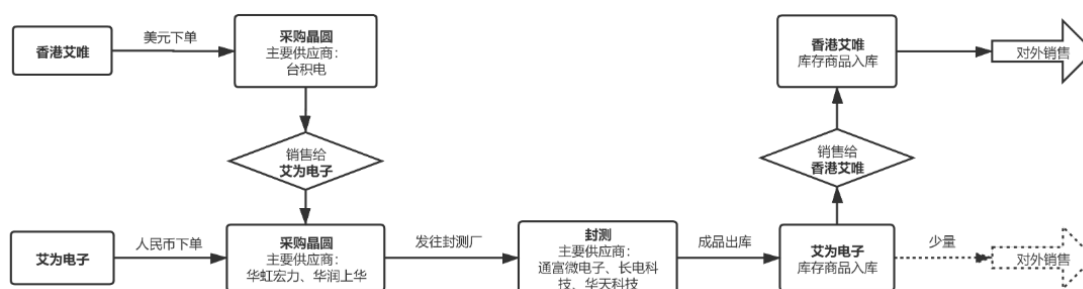 香港艾唯
美元下单
采购晶圆
主要供应商:
台积电
香港艾唯
库存商品入库
对外销售
销售给
艾为电子
销售给
香港艾唯
艾为电子
人民币下单
采购晶圆
主要供应商:
华虹宏力、华润上华
发往封测厂
封测
主要供应商:
通富微电子、长电科
技、华天科技
成品出库
艾为电子
库存商品入库
少量
对外销售